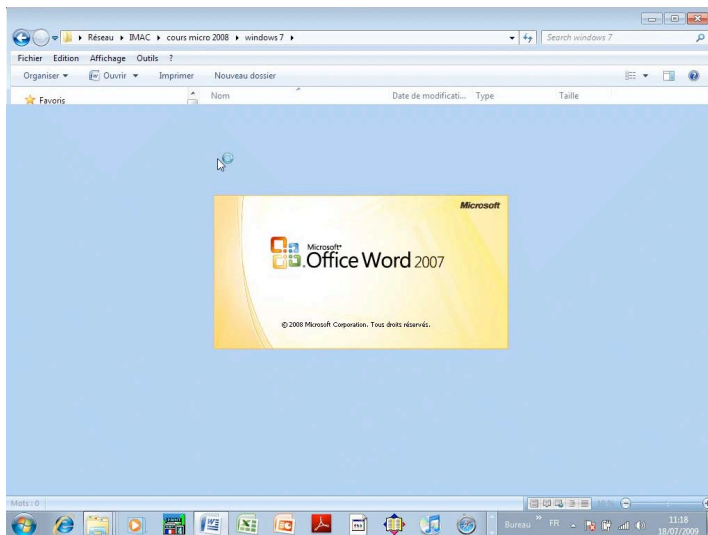 Réseau IMAC cours micro 2008 windows 7 Search windows 7
Fichier Edition Affichage Outils ?
Organiser Ouvrir Imprimer Nouveau dossier
Favoris Nom Date de modificati... Type Taille
Microsoft
Microsoft®
Office Word 2007
© 2008 Microsoft Corporation. Tous droits réservés.
Mots : 0 10 %
Bureau » FR 11:18
18/07/2009